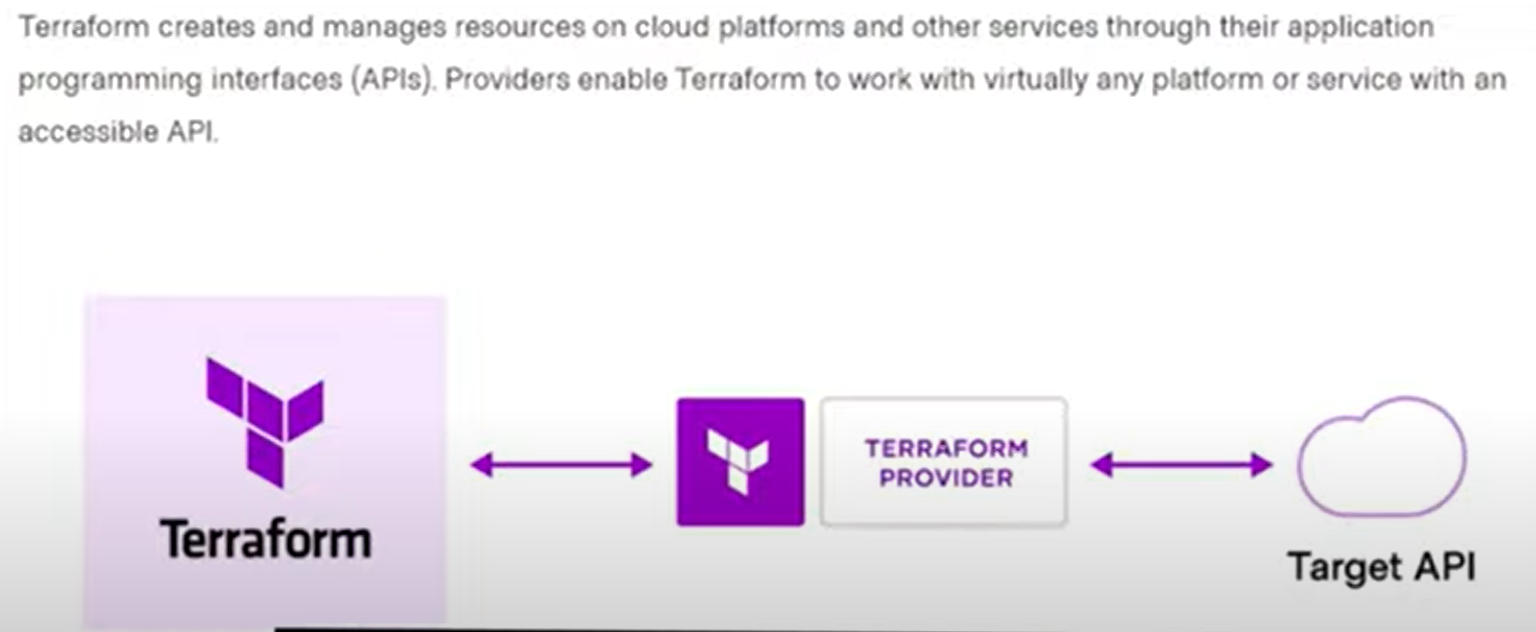 Terraform creates and manages resources on cloud platforms and other services through their application
programming interfaces (APIs). Providers enable Terraform to work with virtually any platform or service with an
accessible API.
Terraform
TERRAFORM
PROVIDER
Target API